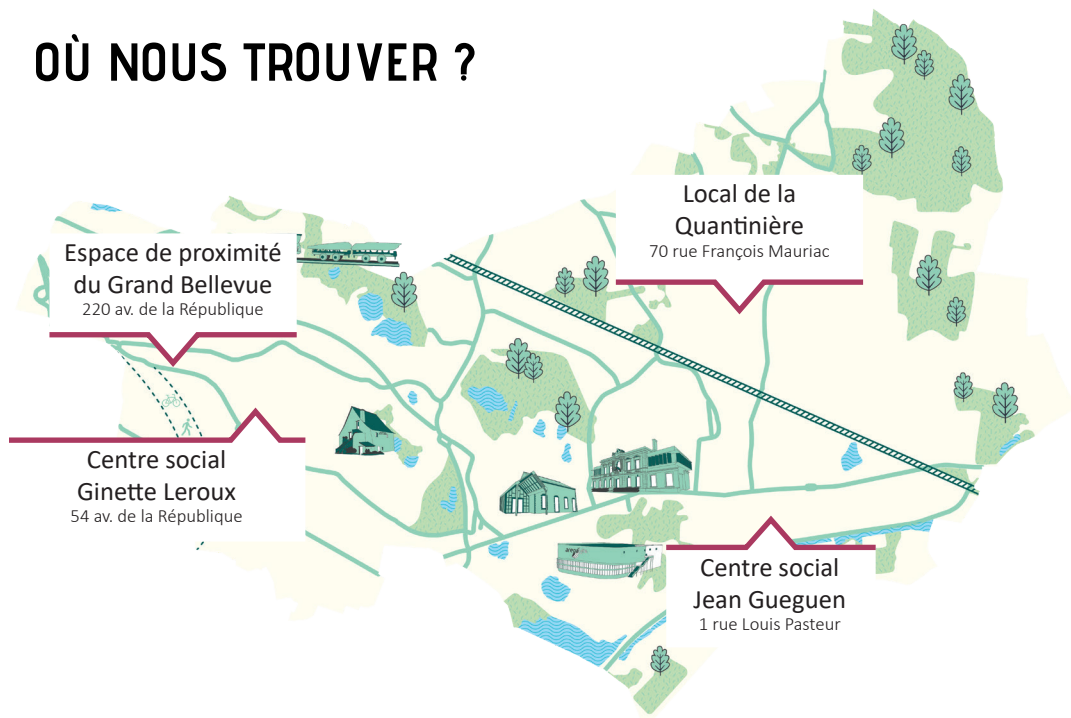 OÙ NOUS TROUVER ?
Local de la
Quantinière
70 rue François Mauriac
Espace de proximité
du Grand Bellevue
220 av. de la République
Centre social
Ginette Leroux
54 av. de la République
Centre social
Jean Gueguen
1 rue Louis Pasteur